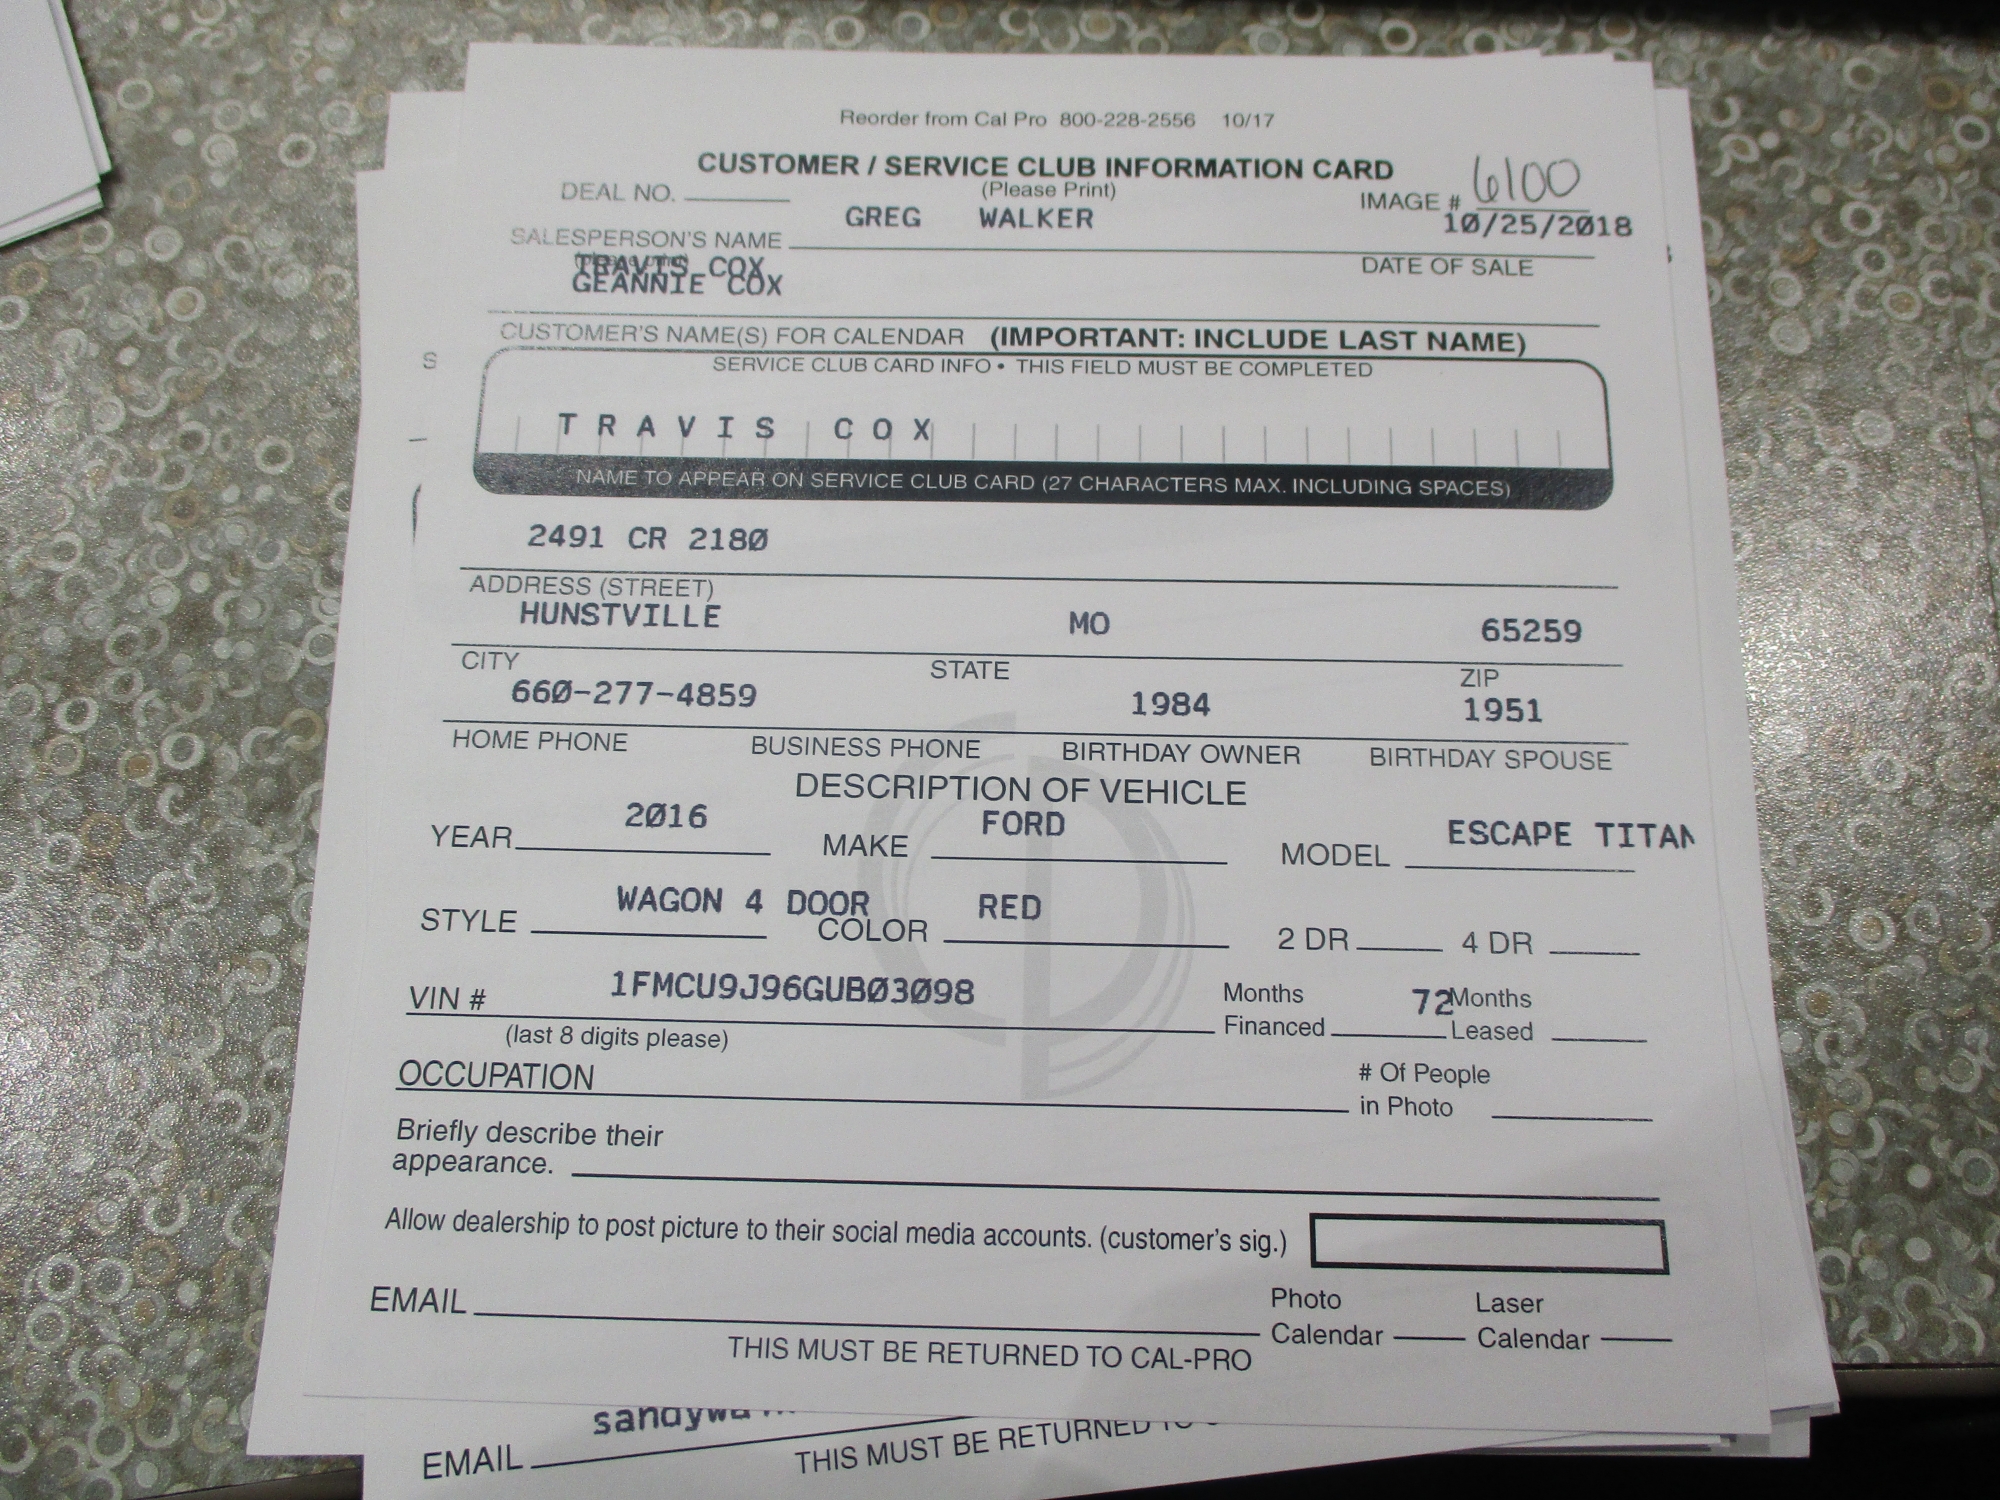 Reorder from Cal Pro 800-228-2556 10/17
CUSTOMER / SERVICE CLUB INFORMATION CARD
(Please Print)
DEAL NO.
IMAGE # 6100
GREG WALKER
10/25/2018
SALESPERSON'S NAME
(please print)
DATE OF SALE
TRAVIS COX
GEANNIE COX
CUSTOMER'S NAME(S) FOR CALENDAR (IMPORTANT: INCLUDE LAST NAME)
SERVICE CLUB CARD INFO • THIS FIELD MUST BE COMPLETED
TRAVIS COX
NAME TO APPEAR ON SERVICE CLUB CARD (27 CHARACTERS MAX. INCLUDING SPACES)
2491 CR 2180
ADDRESS (STREET)
HUNSTVILLE MO 65259
CITY STATE ZIP
660-277-4859 1984 1951
HOME PHONE BUSINESS PHONE BIRTHDAY OWNER BIRTHDAY SPOUSE
DESCRIPTION OF VEHICLE
YEAR 2016 MAKE FORD MODEL ESCAPE TITAN
STYLE WAGON 4 DOOR COLOR RED 2 DR 4 DR
VIN # 1FMCU9J96GUB03098 Months Financed 72 Months Leased
(last 8 digits please)
OCCUPATION # Of People in Photo
Briefly describe their
appearance.
Allow dealership to post picture to their social media accounts. (customer's sig.)
EMAIL Photo Calendar Laser Calendar
THIS MUST BE RETURNED TO CAL-PRO
EMAIL
THIS MUST BE RETURNED TO